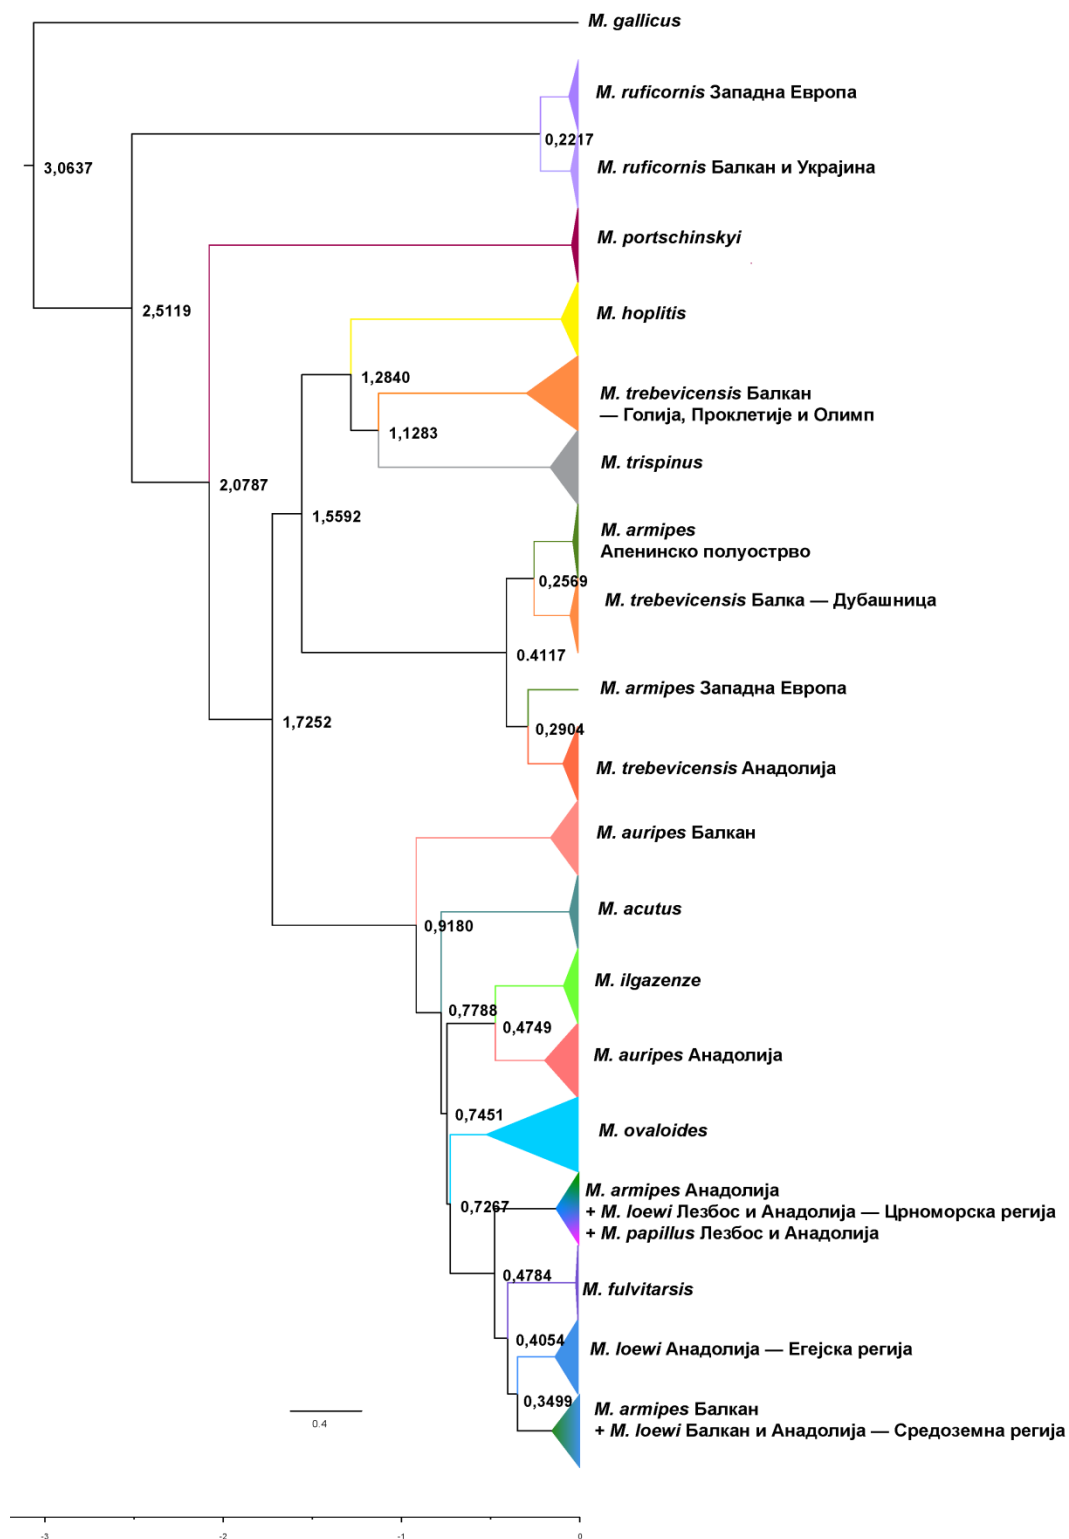 M. gallicus
M. ruficornis Западна Европа
0,2217
3,0637
M. ruficornis Балкан и Украјина
M. portschinskyi
2,5119
M. hoplitis
1,2840
M. trebevicensis Балкан
— Голија, Проклетије и Олимп
1,1283
M. trispinus
2,0787
1,5592
M. armipes
Апенинско полуострво
0,2569
M. trebevicensis Балка — Дубашница
0.4117
M. armipes Западна Европа
1,7252
0,2904
M. trebevicensis Анадолија
M. auripes Балкан
M. acutus
0,9180
M. ilgazenze
0,7788
0,4749
M. auripes Анадолија
0,7451
M. ovaloides
M. armipes Анадолија
0,7267
+ M. loewi Лезбос и Анадолија — Црноморска регија
+ M. papillus Лезбос и Анадолија
0,4784
M. fulvitarsis
0,4054
M. loewi Анадолија — Егејска регија
0,3499
M. armipes Балкан
+ M. loewi Балкан и Анадолија — Средоземна регија
0.4
-3 -2 -1 0